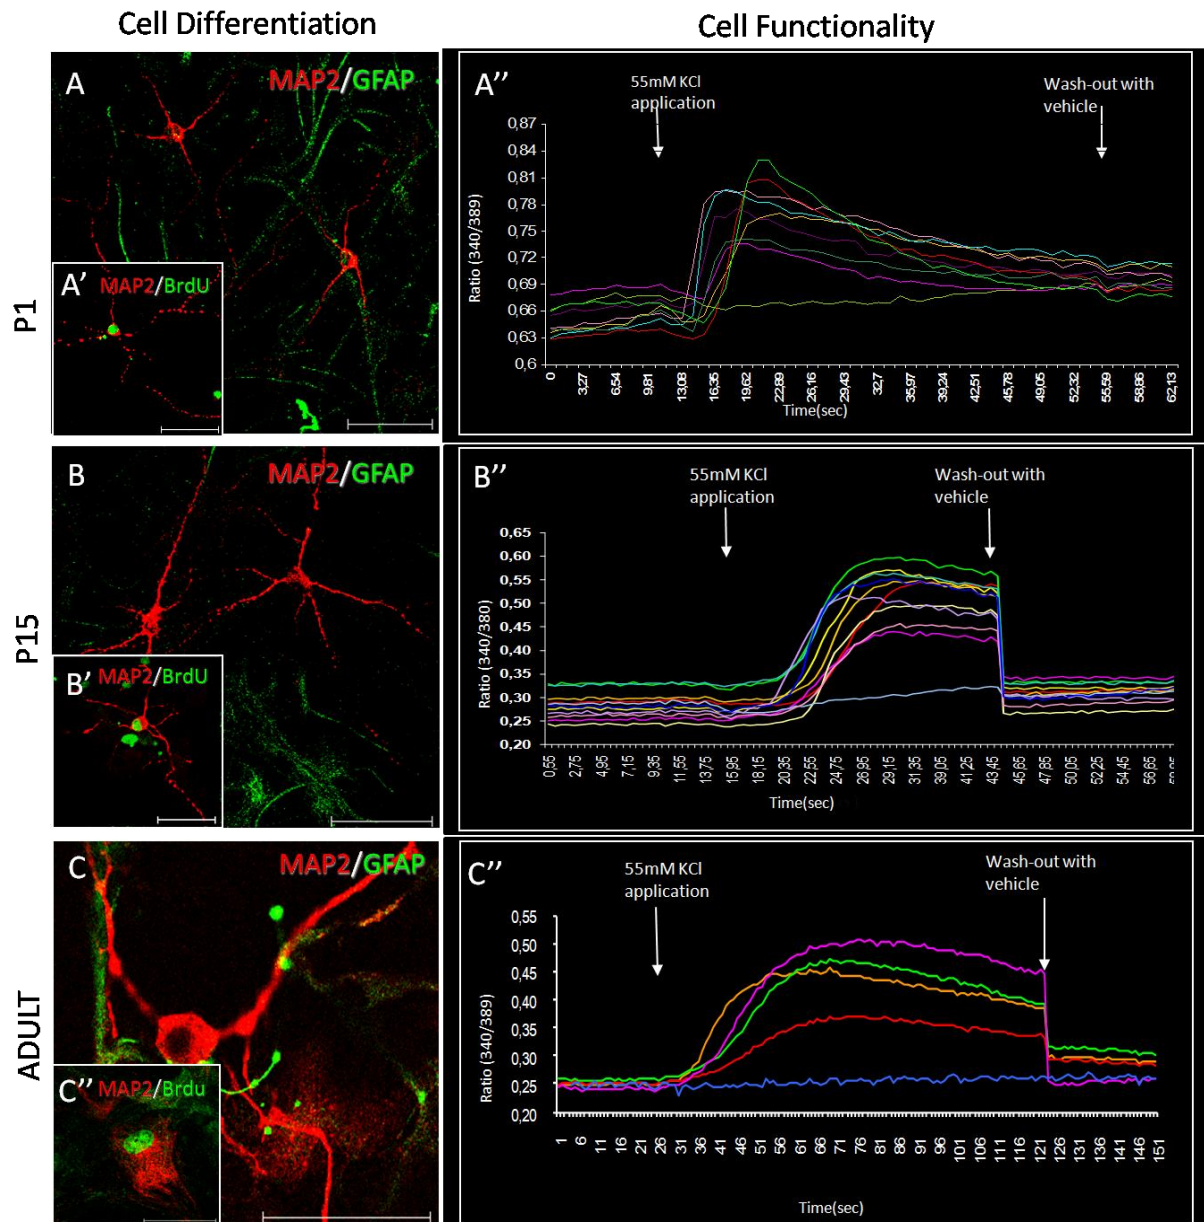 Cell Differentiation
Cell Functionality
P1
A
MAP2/GFAP
A'
MAP2/BrdU
A''
55mM KCl
application
Wash-out with
vehicle
Ratio (340/389)
0,87
0,84
0,81
0,78
0,75
0,72
0,69
0,66
0,63
0,6
0 3,27 6,54 9,81 13,08 16,35 19,62 22,89 26,16 29,43 32,7 35,97 39,24 42,51 45,78 49,05 52,32 55,59 58,86 62,13
Time(sec)
P15
B
MAP2/GFAP
B'
MAP2/BrdU
B''
55mM KCl
application
Wash-out with
vehicle
Ratio (340/380)
0,65
0,60
0,55
0,50
0,45
0,40
0,35
0,30
0,25
0,20
0,55 2,75 4,95 7,15 9,35 11,55 13,75 15,95 18,15 20,35 22,55 24,75 26,95 29,15 31,35 39,05 41,25 43,45 45,65 47,85 50,05 52,25 54,45 56,65
Time(sec)
ADULT
C
MAP2/GFAP
C''
MAP2/Brdu
C''
55mM KCl
application
Wash-out with
vehicle
Ratio (340/389)
0,55
0,50
0,45
0,40
0,35
0,30
0,25
0,20
1 6 11 16 21 26 31 36 41 46 51 56 61 66 71 76 81 86 91 96 101 106 111 116 121 126 131 136 141 146 151
Time(sec)